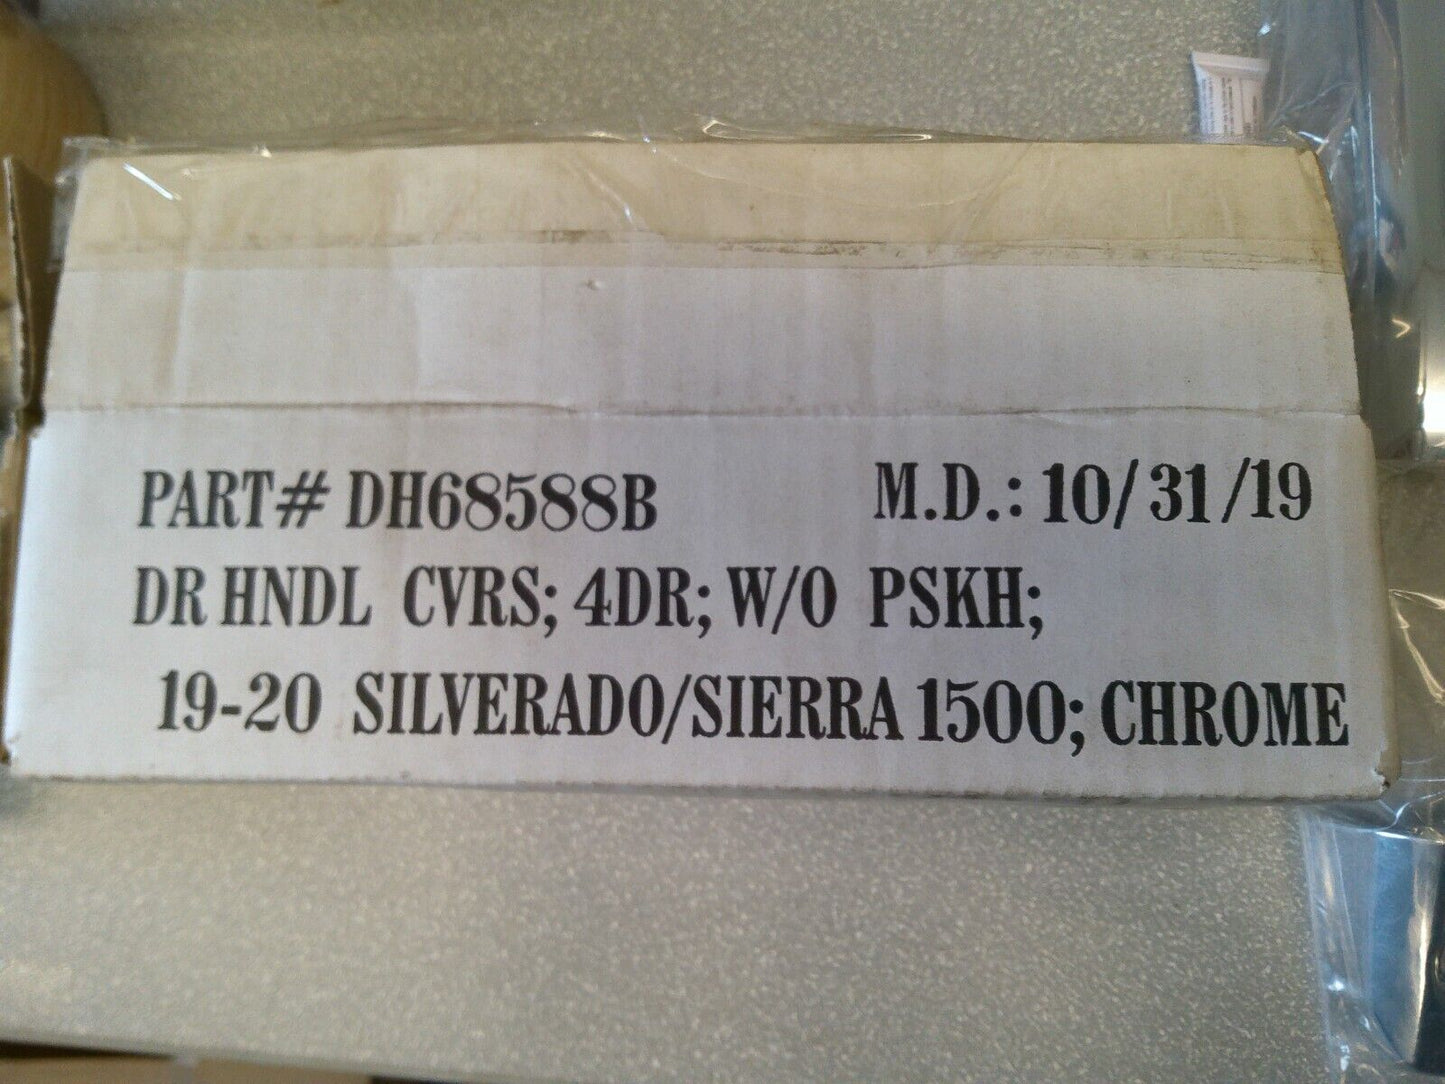 PART# DH68588B M.D.: 10/31/19
DR HNDL CVRS; 4DR; W/O PSKH;
19-20 SILVERADO/SIERRA 1500; CHROME